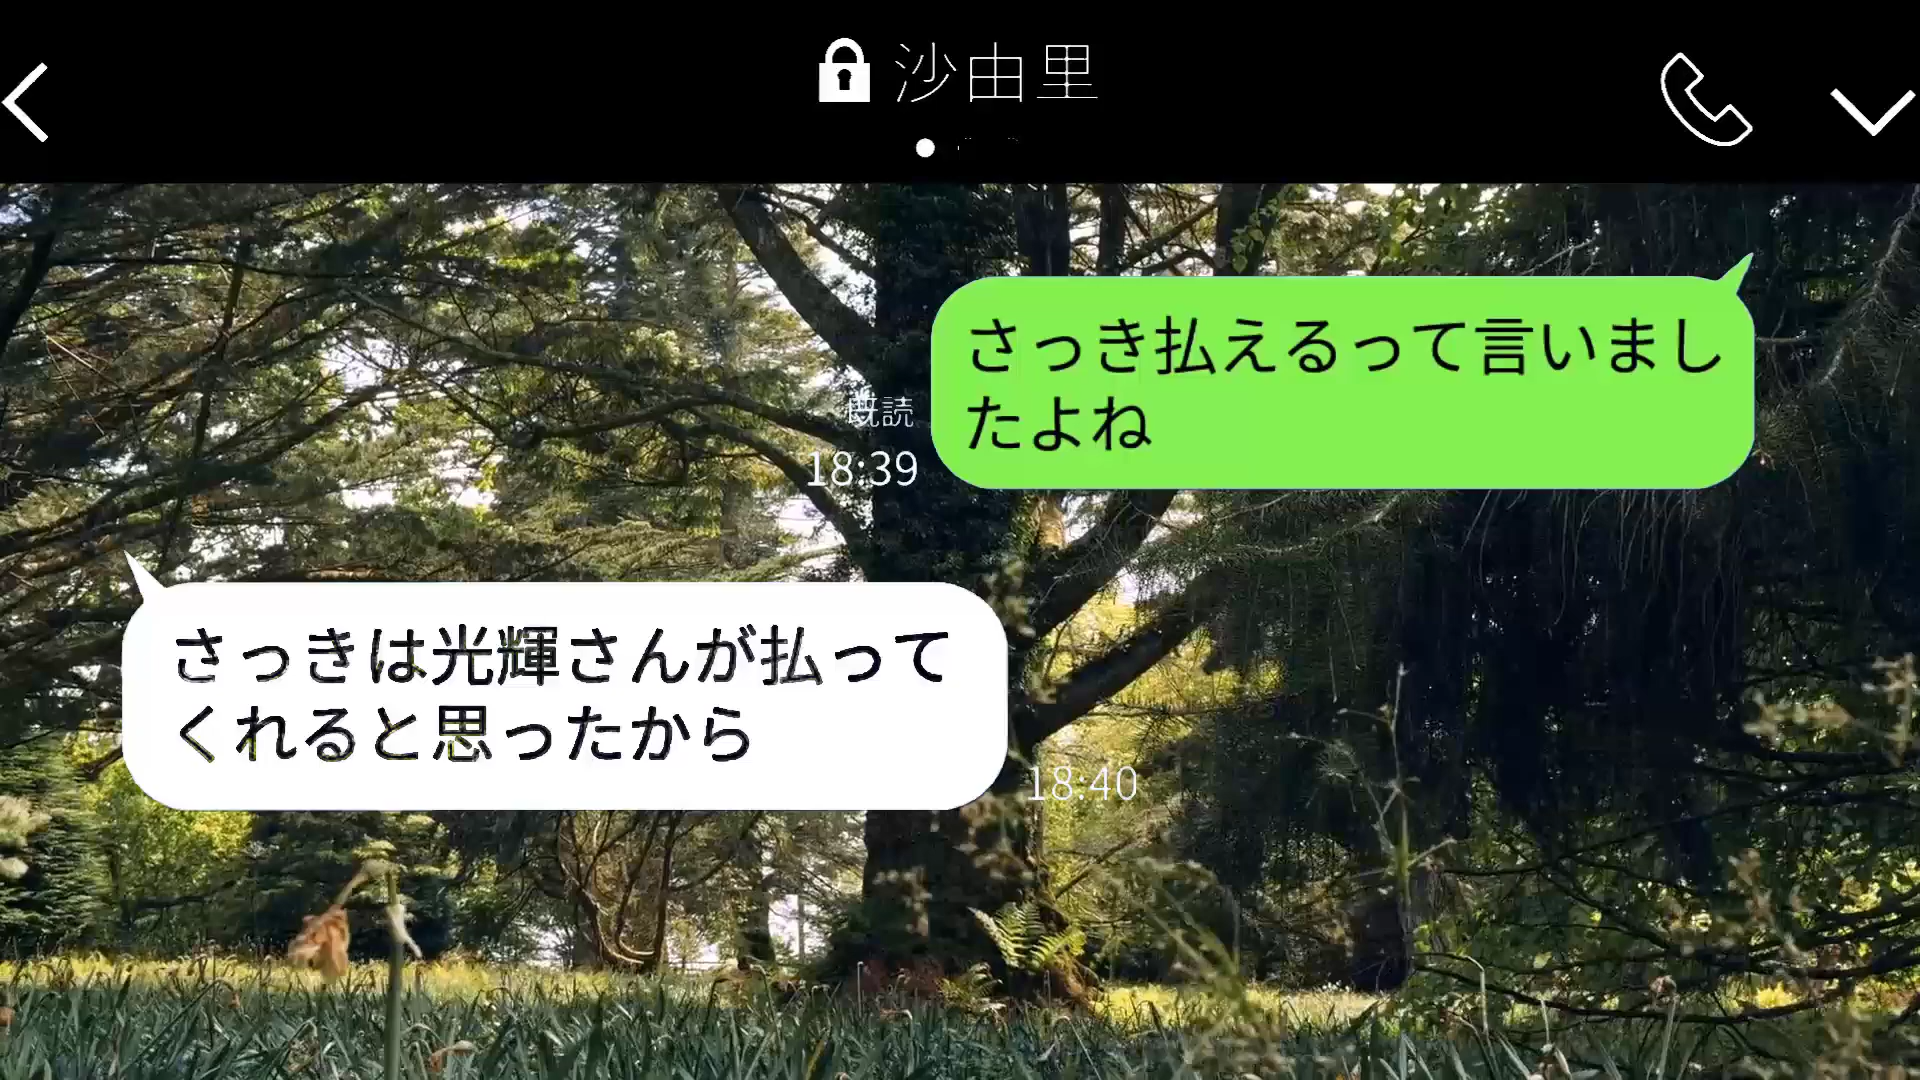 沙由里
さっき払えるって言いまし
たよね
既読
18:39
さっきは光輝さんが払って
くれると思ったから
18:40